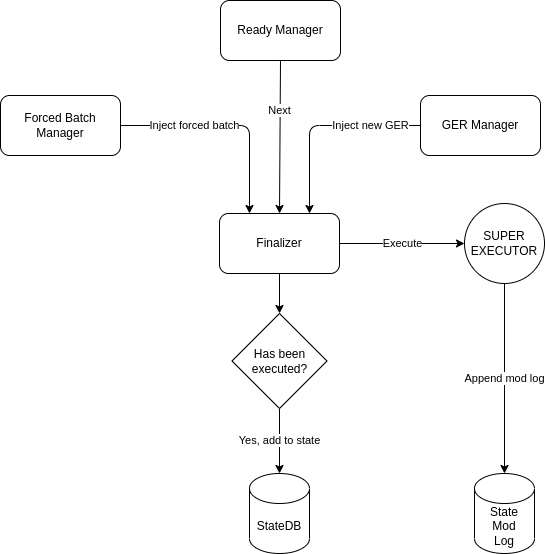 Ready Manager
Forced Batch
Manager
Inject forced batch
Next
Inject new GER
GER Manager
Finalizer
Execute
SUPER
EXECUTOR
Has been
executed?
Append mod log
Yes, add to state
StateDB
State
Mod
Log